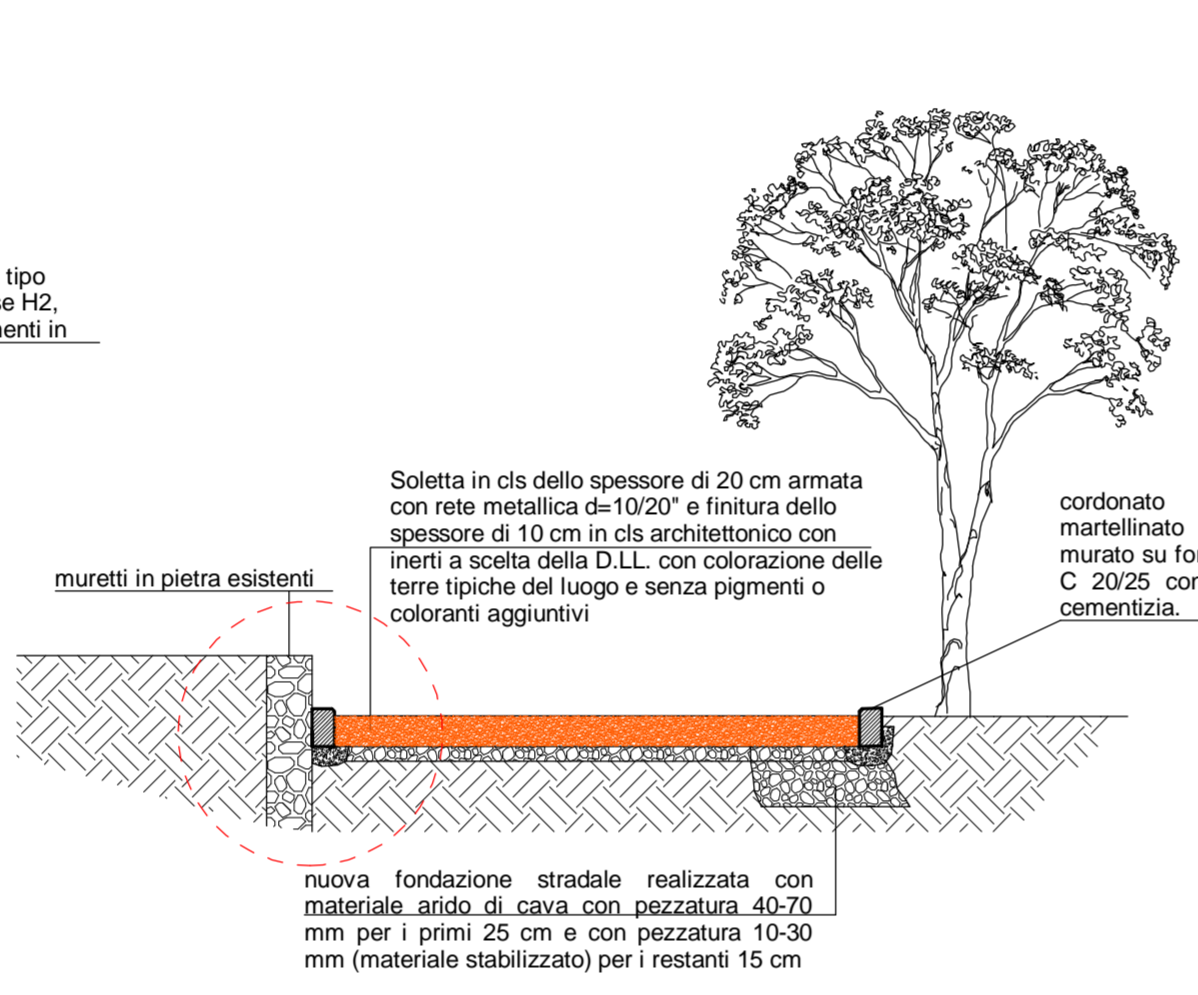 tipo
H2,
in
Soletta in cls dello spessore di 20 cm armata
con rete metallica d=10/20" e finitura dello
spessore di 10 cm in cls architettonico con
inerti a scelta della D.LL. con colorazione delle
terre tipiche del luogo e senza pigmenti o
coloranti aggiuntivi
cordonato
martellinato
murato su
C 20/25
cementizia.
muretti in pietra esistenti
nuova fondazione stradale realizzata con
materiale arido di cava con pezzatura 40-70
mm per i primi 25 cm e con pezzatura 10-30
mm (materiale stabilizzato) per i restanti 15 cm